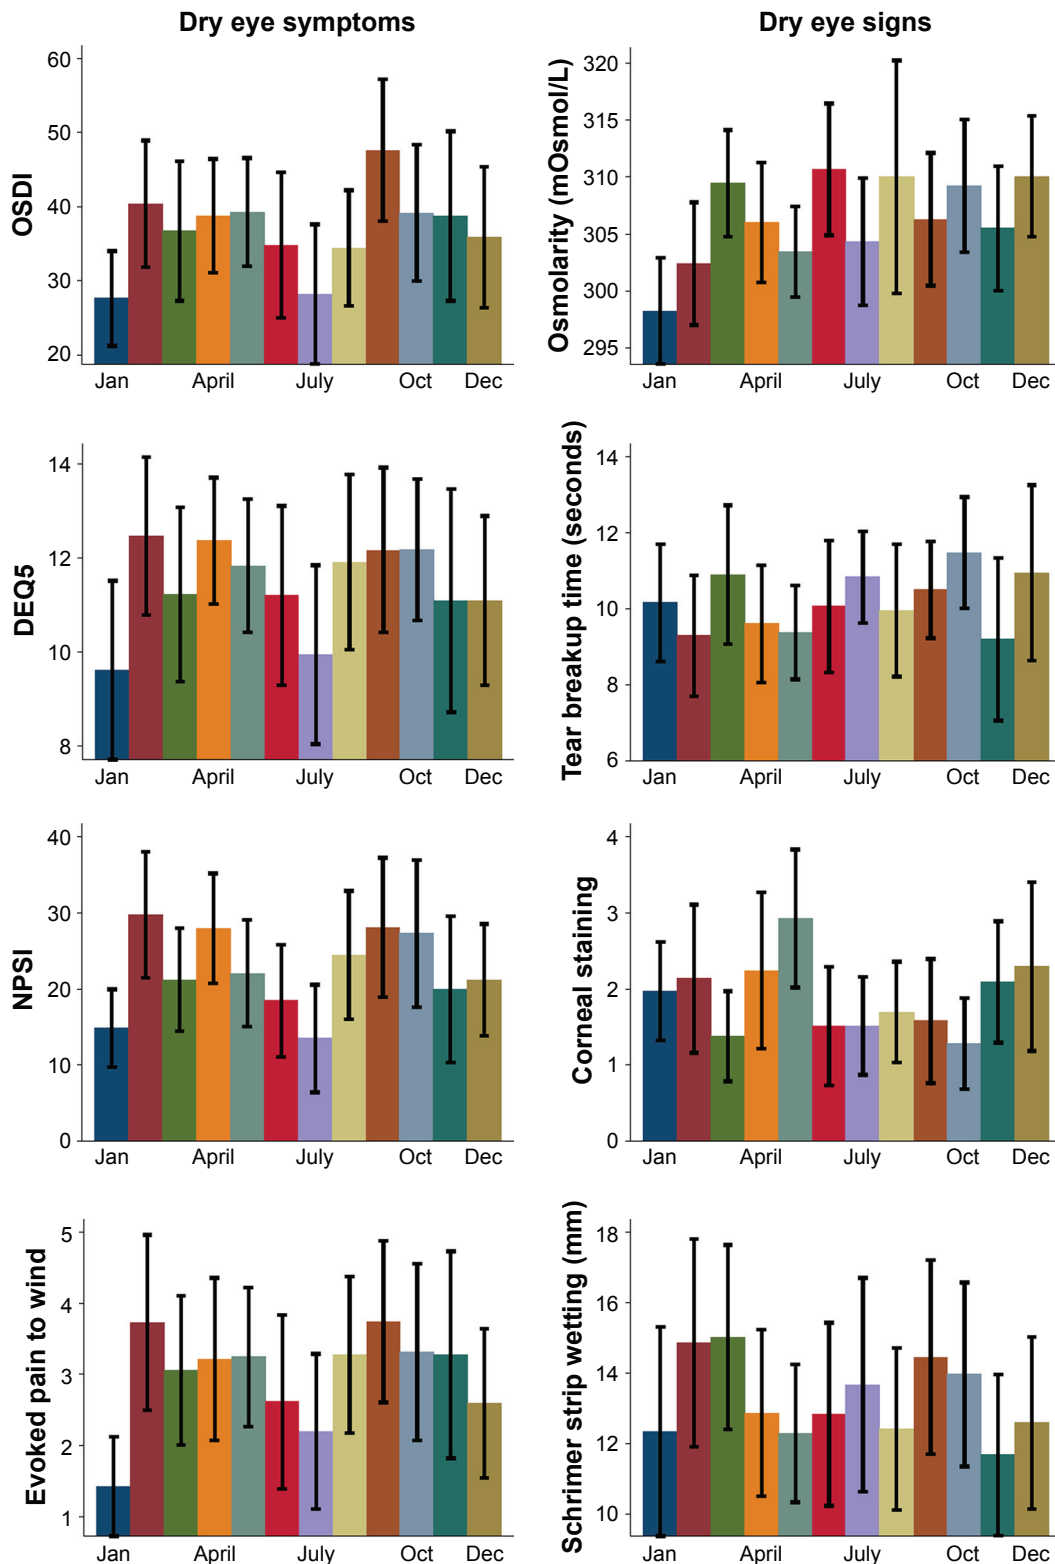 Dry eye symptoms
Dry eye signs
OSDI
60
50
40
30
20
Jan April July Oct Dec
Osmolarity (mOsmol/L)
320
315
310
305
300
295
Jan April July Oct Dec
DEQ5
14
12
10
8
Jan April July Oct Dec
Tear breakup time (seconds)
14
12
10
8
6
Jan April July Oct Dec
NPSI
40
30
20
10
0
Jan April July Oct Dec
Corneal staining
4
3
2
1
0
Jan April July Oct Dec
Evoked pain to wind
5
4
3
2
1
Jan April July Oct Dec
Schrimer strip wetting (mm)
18
16
14
12
10
Jan April July Oct Dec